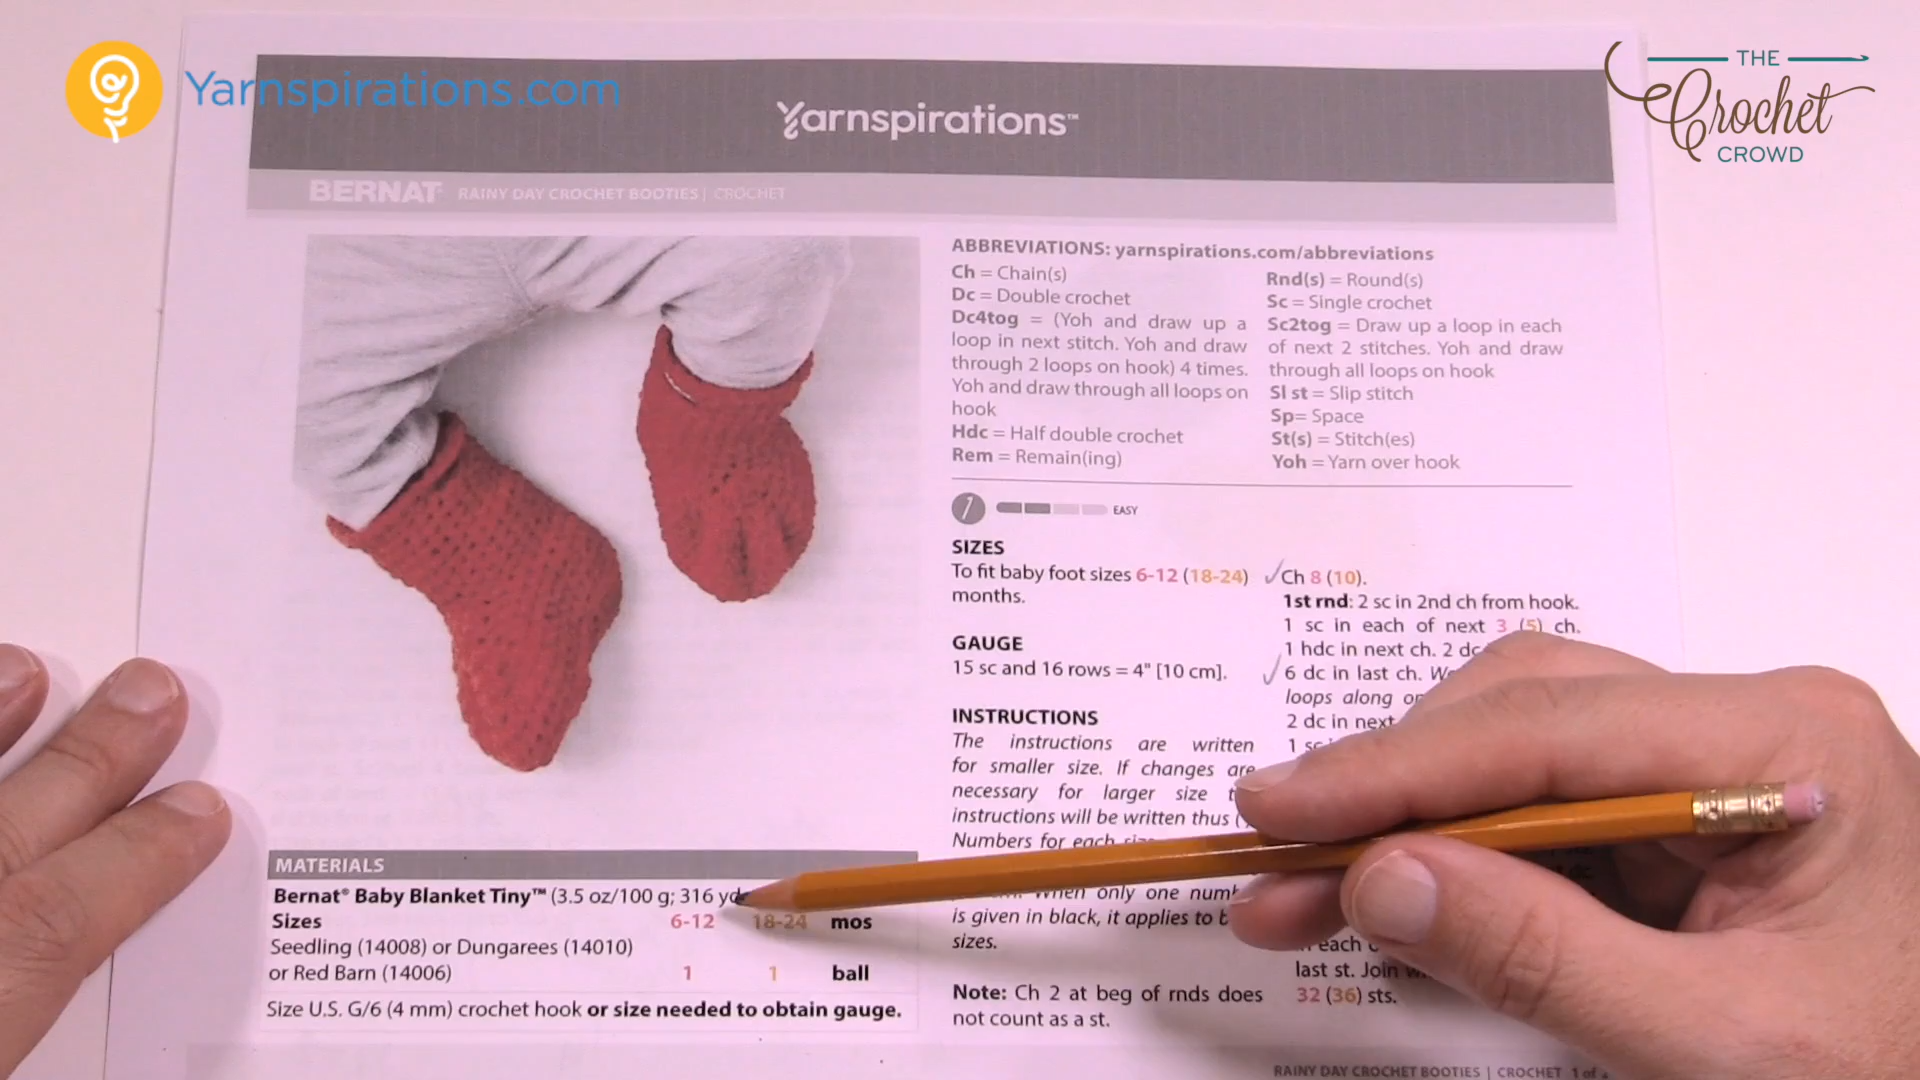 Yarnspirations.com
THE
Crochet
CROWD
Yarnspirations™
BERNAT RAINY DAY CROCHET BOOTIES | CROCHET
ABBREVIATIONS: yarnspirations.com/abbreviations
Ch = Chain(s)
Dc = Double crochet
Dc4tog = (Yoh and draw up a
loop in next stitch. Yoh and draw
through 2 loops on hook) 4 times.
Yoh and draw through all loops on
hook
Hdc = Half double crochet
Rem = Remain(ing)
Rnd(s) = Round(s)
Sc = Single crochet
Sc2tog = Draw up a loop in each
of next 2 stitches. Yoh and draw
through all loops on hook
Sl st = Slip stitch
Sp= Space
St(s) = Stitch(es)
Yoh = Yarn over hook
EASY
SIZES
To fit baby foot sizes 6-12 (18-24)
months.
GAUGE
15 sc and 16 rows = 4" [10 cm].
INSTRUCTIONS
The instructions are written
for smaller size. If changes are
necessary for larger size
instructions will be written thus (
Numbers for each
When only one
is given in black, it applies to
sizes.
Note: Ch 2 at beg of rnds does
not count as a st.
Ch 8 (10).
1st rnd: 2 sc in 2nd ch from hook.
1 sc in each of next 3 (5) ch.
1 hdc in next ch. 2 dc
6 dc in last ch.
loops along
2 dc in next
1
each
last st. Join
32 (36) sts.
MATERIALS
Bernat® Baby Blanket Tiny™ (3.5 oz/100 g; 316
Sizes 6-12 18-24 mos
Seedling (14008) or Dungarees (14010)
or Red Barn (14006) 1 1 ball
Size U.S. G/6 (4 mm) crochet hook or size needed to obtain gauge.
RAINY DAY CROCHET BOOTIES | CROCHET 1 of